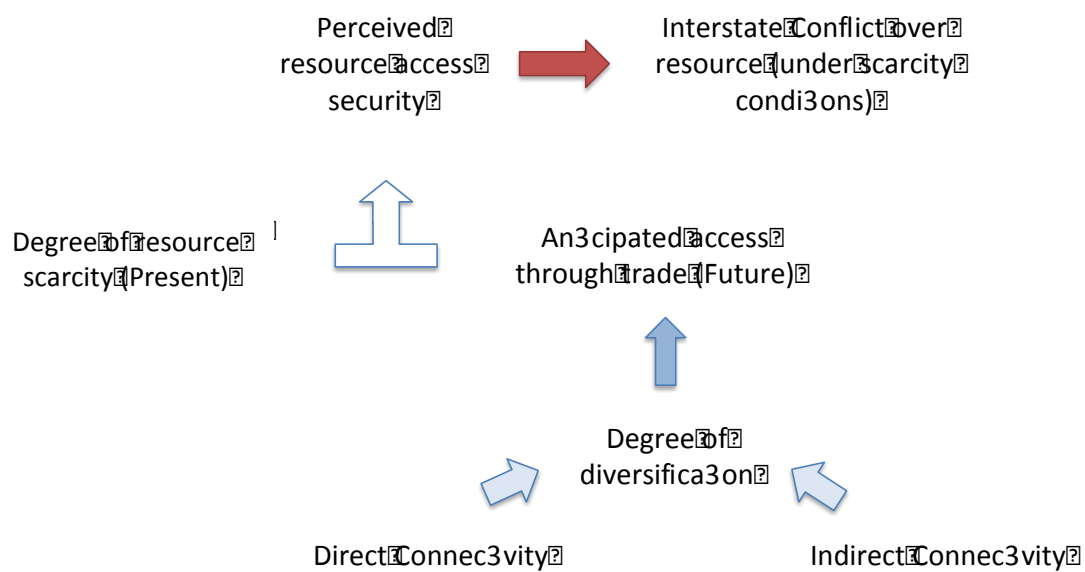 Perceived⍰
resource⍰access⍰
security⍰
Interstate⍰Conflict⍰over⍰
resource⍰(under⍰scarcity⍰
condi3ons)⍰
Degree⍰of⍰resource⍰
scarcity⍰(Present)⍰
An3cipated⍰access⍰
through⍰trade⍰(Future)⍰
Degree⍰of⍰
diversifica3on⍰
Direct⍰Connec3vity⍰
Indirect⍰Connec3vity⍰